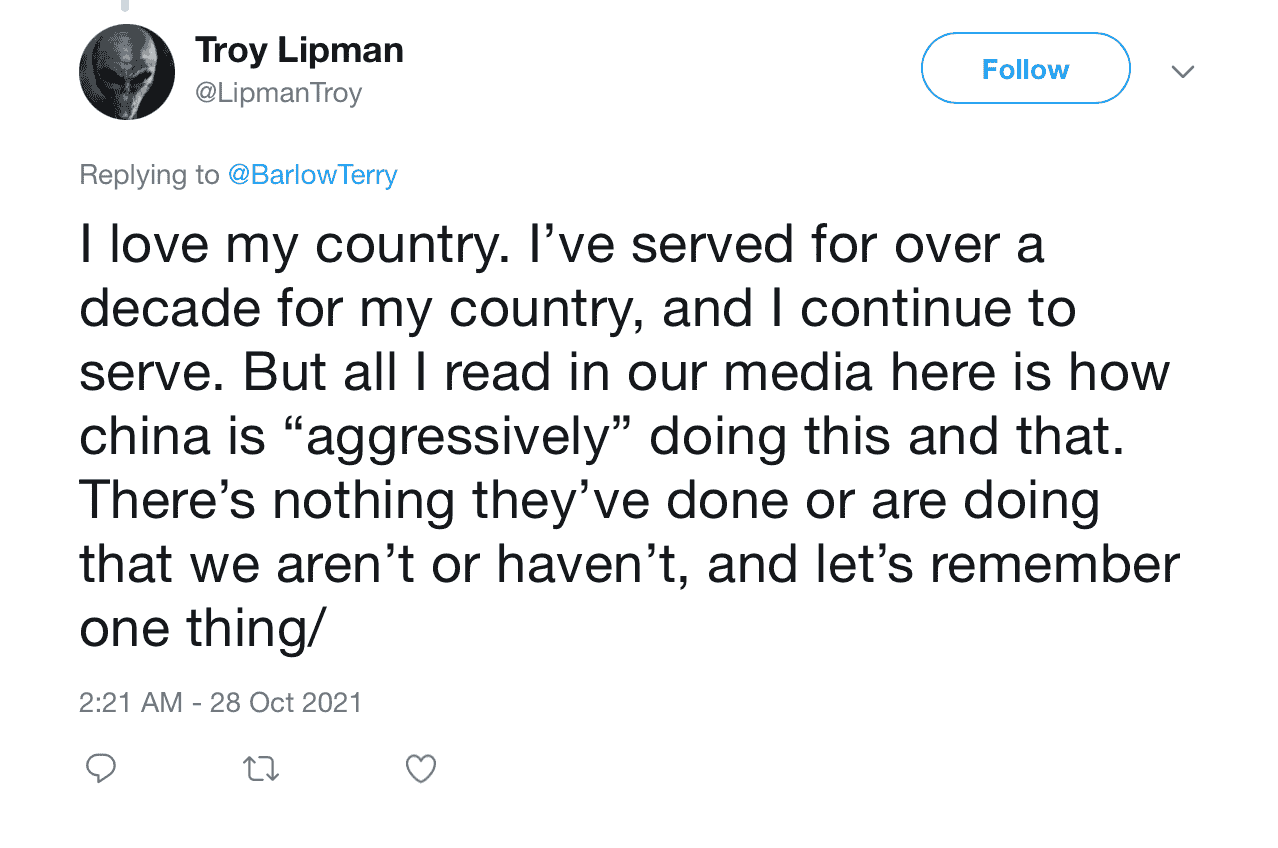 Troy Lipman
@LipmanTroy
Follow
Replying to @BarlowTerry
I love my country. I’ve served for over a
decade for my country, and I continue to
serve. But all I read in our media here is how
china is “aggressively” doing this and that.
There’s nothing they’ve done or are doing
that we aren’t or haven’t, and let’s remember
one thing/
2:21 AM - 28 Oct 2021